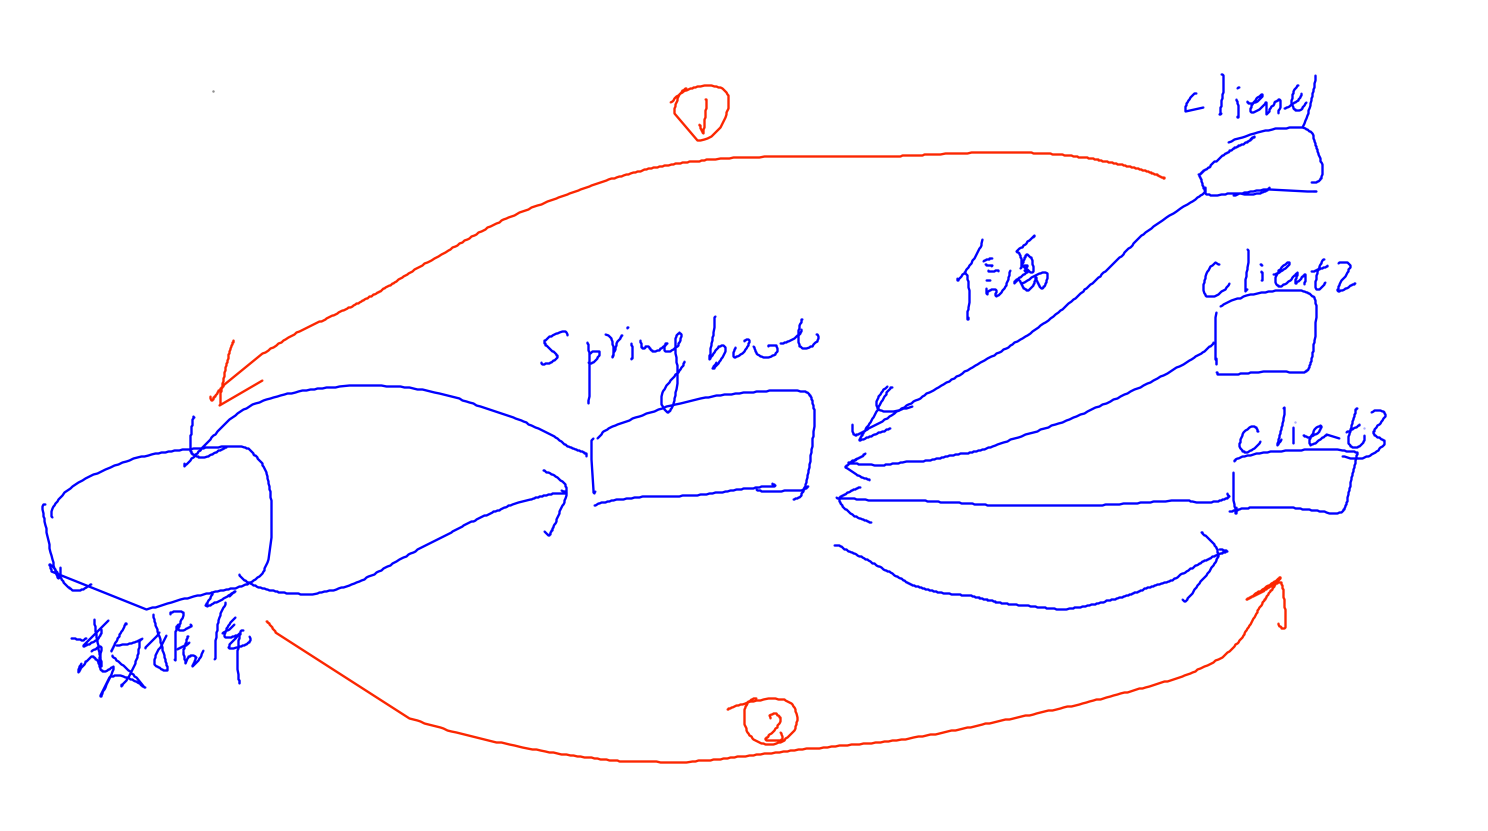 ①
client1
信息
client2
spring boot
client3
数据库
②